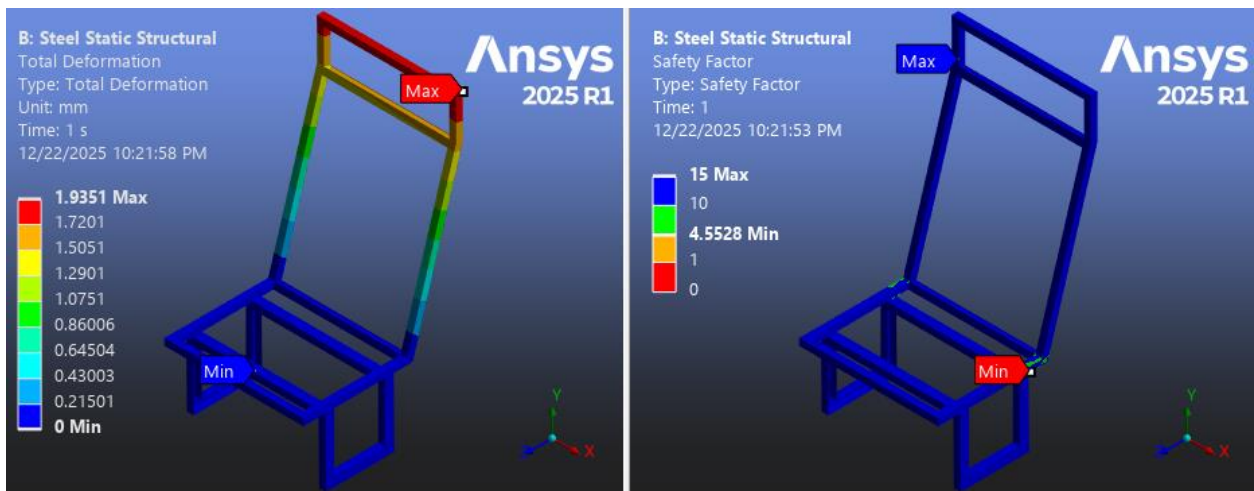 B: Steel Static Structural
Total Deformation
Type: Total Deformation
Unit: mm
Time: 1 s
12/22/2025 10:21:58 PM
1.9351 Max
1.7201
1.5051
1.2901
1.0751
0.86006
0.64504
0.43003
0.21501
0 Min
Ansys
2025 R1
Max
Min
Y
X
B: Steel Static Structural
Safety Factor
Type: Safety Factor
Time: 1
12/22/2025 10:21:53 PM
15 Max
10
4.5528 Min
1
0
Ansys
2025 R1
Max
Min
Y
X